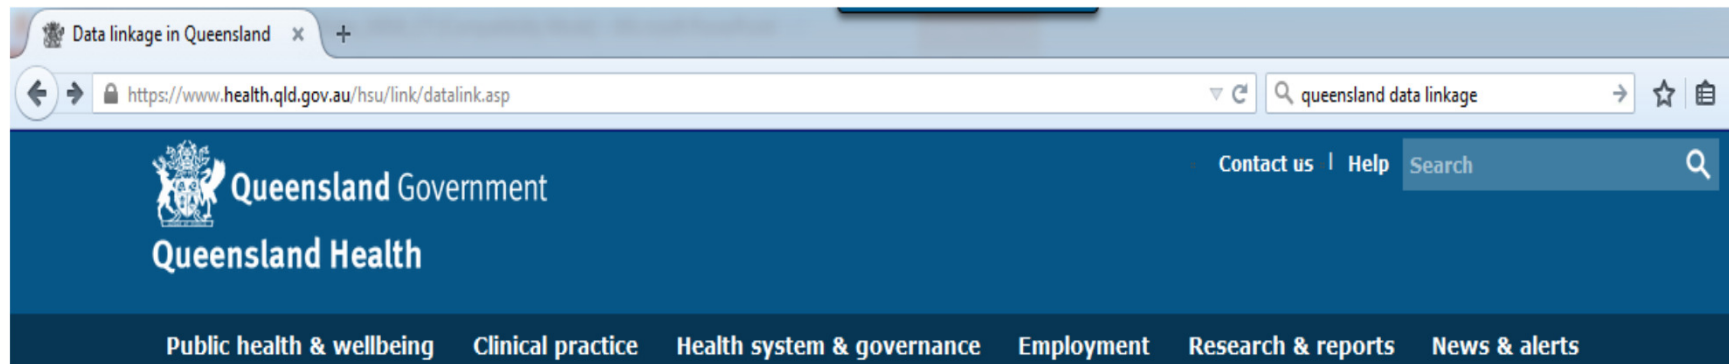 Data linkage in Queensland
https://www.health.qld.gov.au/hsu/link/datalink.asp
queensland data linkage
Contact us | Help
Search
Queensland Government
Queensland Health
Public health & wellbeing Clinical practice Health system & governance Employment Research & reports News & alerts